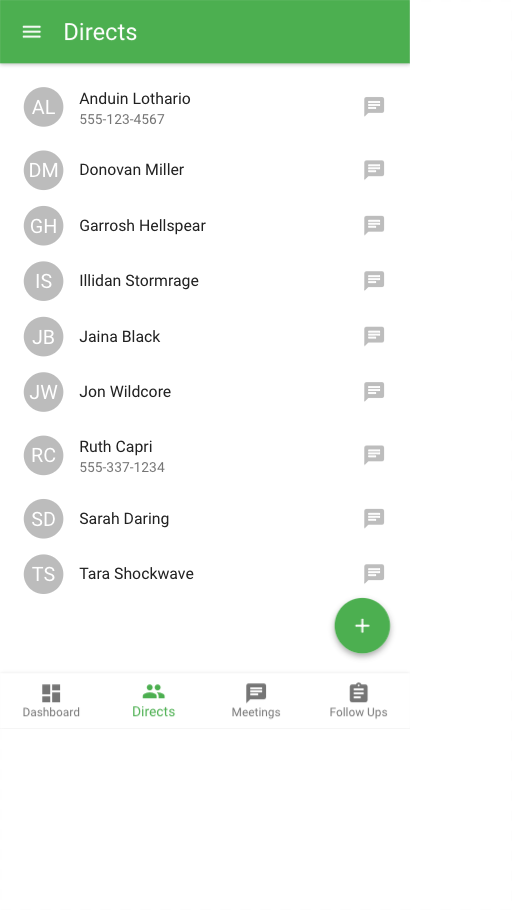 Directs
AL
Anduin Lothario
555-123-4567
DM
Donovan Miller
GH
Garrosh Hellspear
IS
Illidan Stormrage
JB
Jaina Black
JW
Jon Wildcore
RC
Ruth Capri
555-337-1234
SD
Sarah Daring
TS
Tara Shockwave
Dashboard
Directs
Meetings
Follow Ups